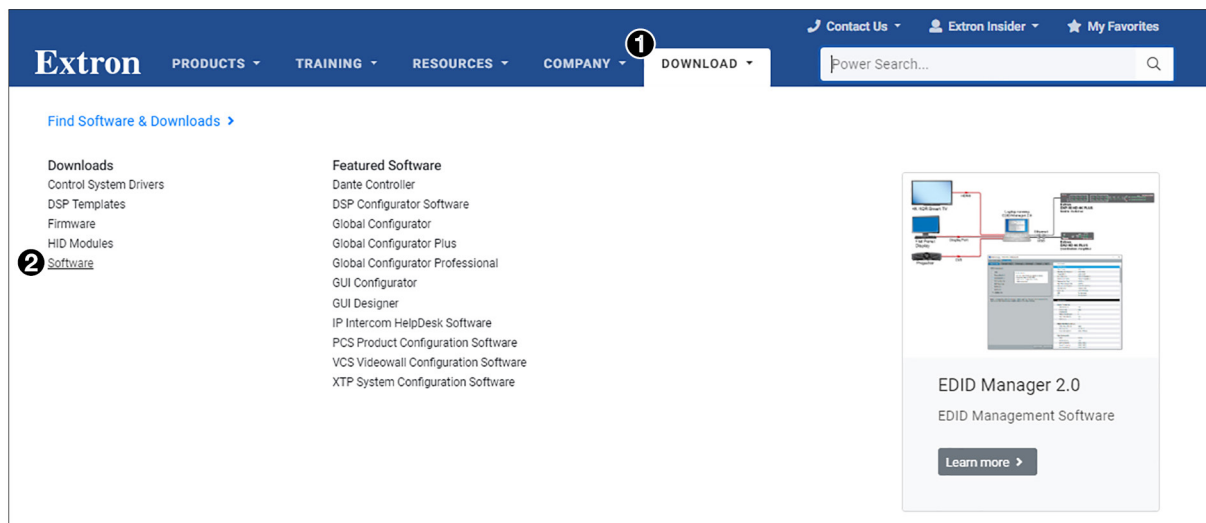 Contact Us
Extron Insider
My Favorites
1
Extron
PRODUCTS
TRAINING
RESOURCES
COMPANY
DOWNLOAD
Power Search...
Find Software & Downloads
Downloads
Control System Drivers
DSP Templates
Firmware
HID Modules
2
Software
Featured Software
Dante Controller
DSP Configurator Software
Global Configurator
Global Configurator Plus
Global Configurator Professional
GUI Configurator
GUI Designer
IP Intercom HelpDesk Software
PCS Product Configuration Software
VCS Videowall Configuration Software
XTP System Configuration Software
EDID Manager 2.0
EDID Management Software
Learn more